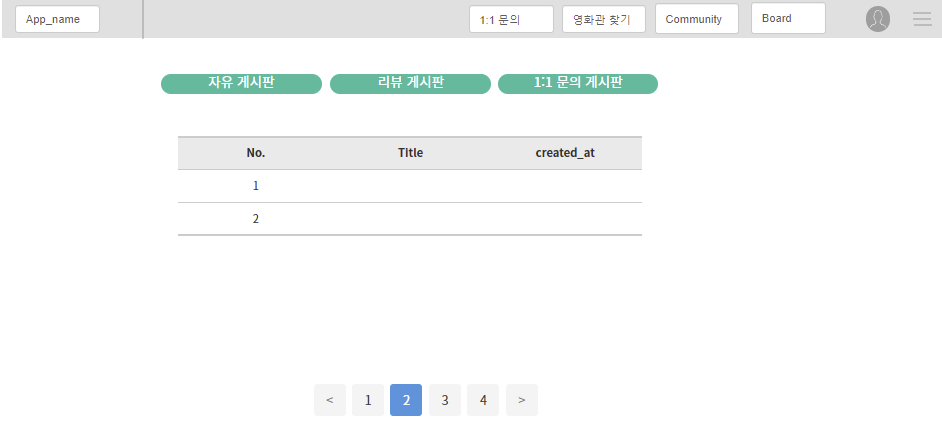 App_name 1:1 문의 영화관 찾기 Community Board
자유 게시판 리뷰 게시판 1:1 문의 게시판
No. Title created_at
1
2
< 1 2 3 4 >